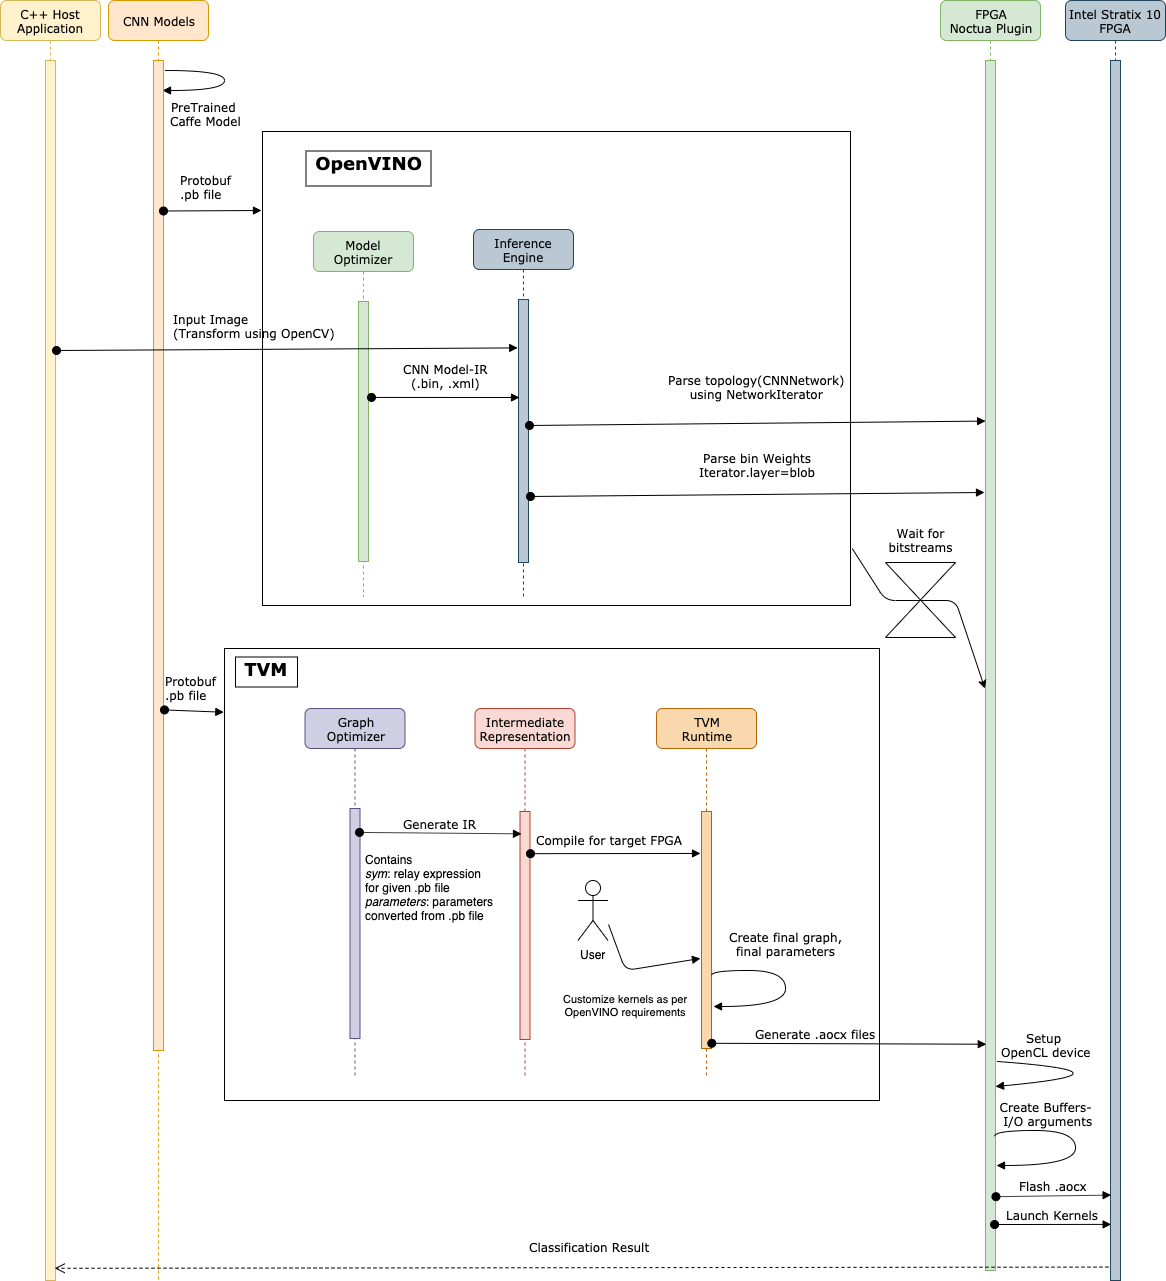 C++ Host
Application
CNN Models
FPGA
Noctua Plugin
Intel Stratix 10
FPGA
PreTrained
Caffe Model
OpenVINO
Protobuf
.pb file
Model
Optimizer
Inference
Engine
Input Image
(Transform using OpenCV)
CNN Model-IR
(.bin, .xml)
Parse topology(CNNNetwork)
using NetworkIterator
Parse bin Weights
Iterator.layer=blob
Wait for
bitstreams
TVM
Protobuf
.pb file
Graph
Optimizer
Intermediate
Representation
TVM
Runtime
Generate IR
Compile for target FPGA
Contains
sym: relay expression
for given .pb file
parameters: parameters
converted from .pb file
User
Create final graph,
final parameters
Customize kernels as per
OpenVINO requirements
Generate .aocx files
Setup
OpenCL device
Create Buffers-
I/O arguments
Flash .aocx
Launch Kernels
Classification Result